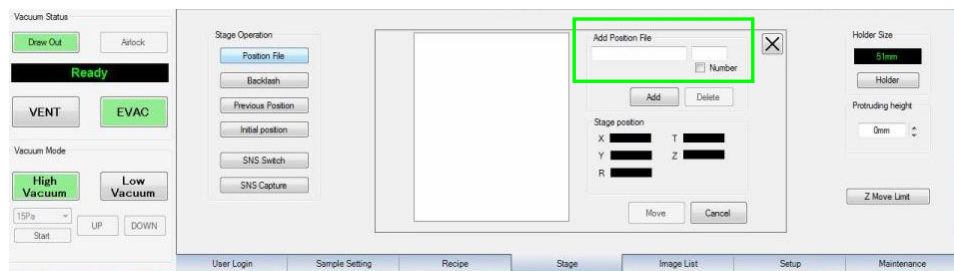 Vacuum Status
Draw Out
Airlock
Ready
VENT
EVAC
Vacuum Mode
High Vacuum
Low Vacuum
15Pa
Start
UP
DOWN
Stage Operation
Position File
Backlash
Previous Position
Initial position
SNS Switch
SNS Capture
Add Position File
Number
Add
Delete
Stage position
X
T
Y
Z
R
Move
Cancel
Holder Size
51mm
Holder
Protruding height
0mm
Z Move Limit
User Login
Sample Setting
Recipe
Stage
Image List
Setup
Maintenance